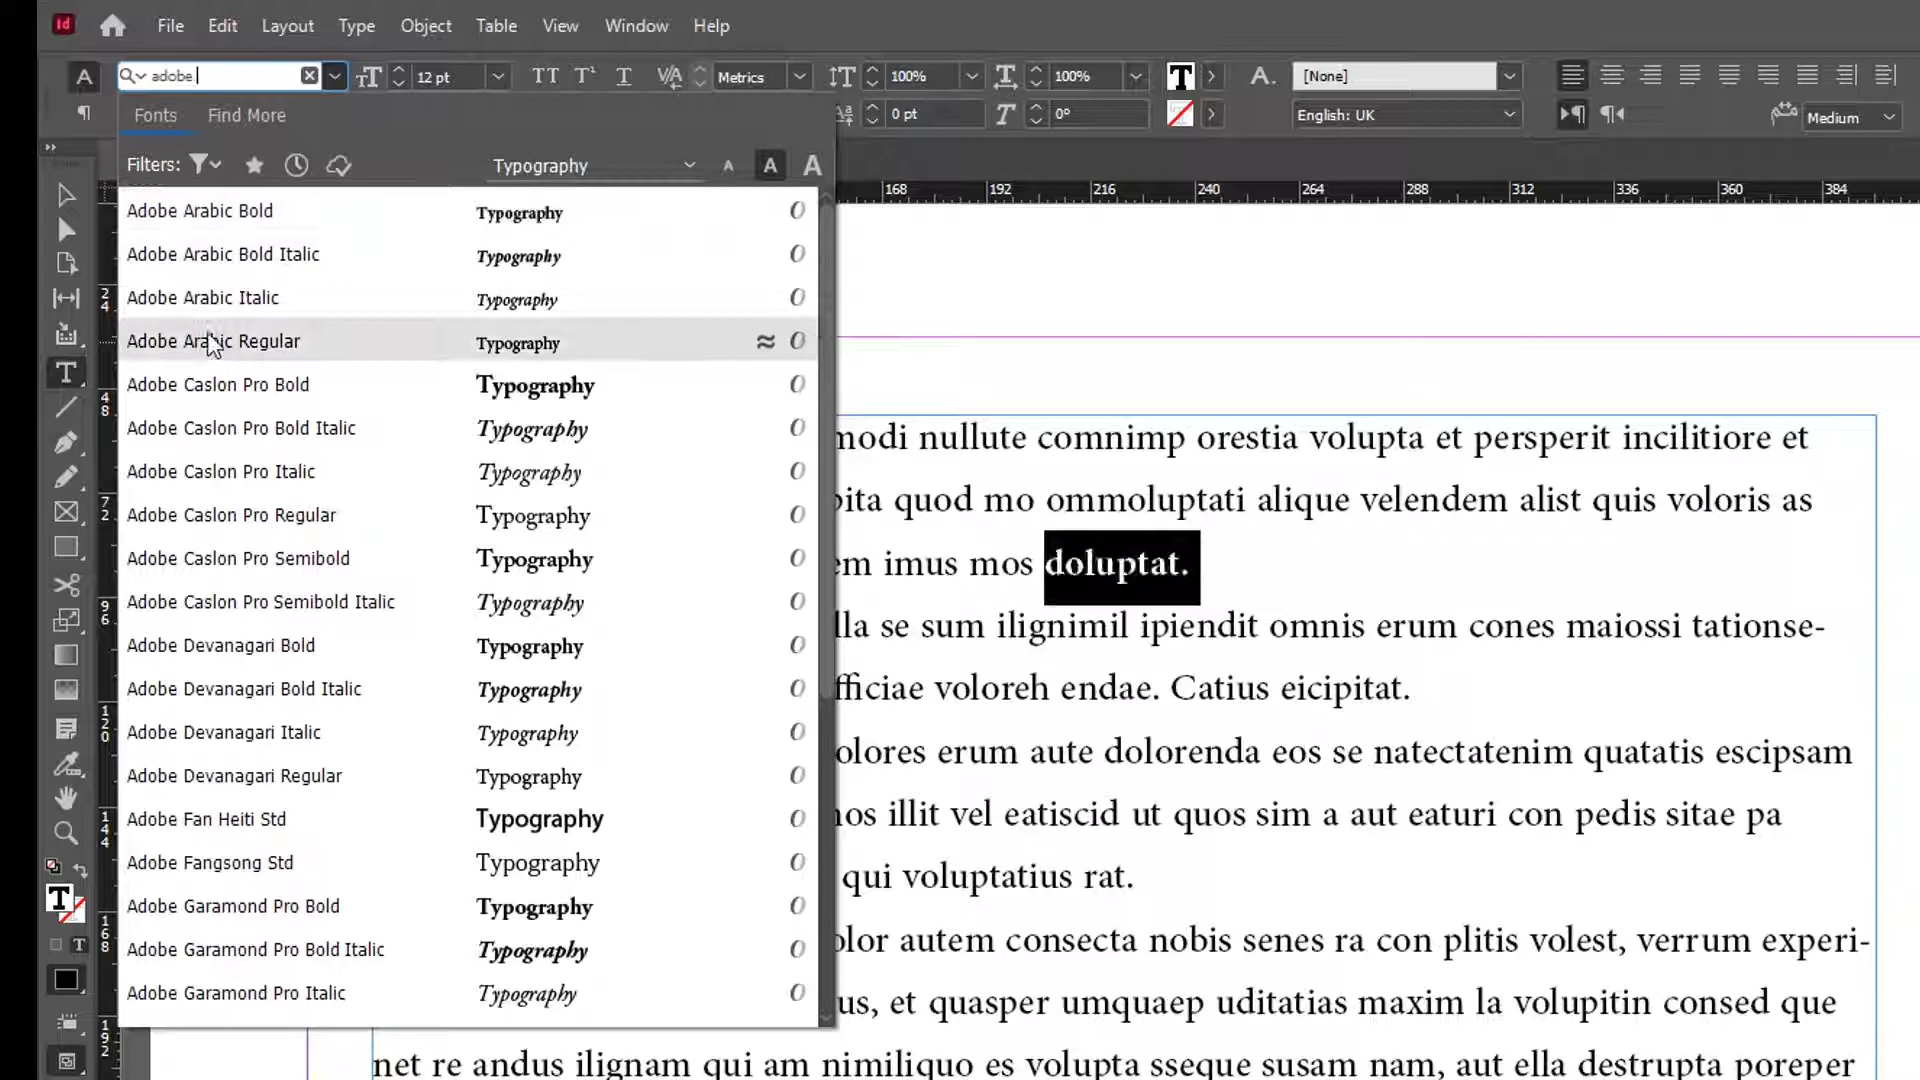 Id File Edit Layout Type Object Table View Window Help
adobe 12 pt Metrics 100% 100% [None]
0 pt 0° English: UK Medium
Fonts Find More
Filters: Typography A A A
168 192 216 240 264 288 312 336 360 384
24
48
72
96
120
144
168
192
Adobe Arabic Bold Typography
Adobe Arabic Bold Italic Typography
Adobe Arabic Italic Typography
Adobe Arabic Regular Typography
Adobe Caslon Pro Bold Typography
Adobe Caslon Pro Bold Italic Typography
Adobe Caslon Pro Italic Typography
Adobe Caslon Pro Regular Typography
Adobe Caslon Pro Semibold Typography
Adobe Caslon Pro Semibold Italic Typography
Adobe Devanagari Bold Typography
Adobe Devanagari Bold Italic Typography
Adobe Devanagari Italic Typography
Adobe Devanagari Regular Typography
Adobe Fan Heiti Std Typography
Adobe Fangsong Std Typography
Adobe Garamond Pro Bold Typography
Adobe Garamond Pro Bold Italic Typography
Adobe Garamond Pro Italic Typography
modi nullute comnimp orestia volupta et persperit incilitiore et
quod mo ommoluptati alique velendem alist quis voloris as
imus mos doluptat.
se sum ilignimil ipiendit omnis erum cones maiossi tationse-
voloreh endae. Catius eicipitat.
erum aute dolorenda eos se natectatenim quatatis escipsam
illit vel eatiscid ut quos sim a aut eaturi con pedis sitae pa
qui voluptatius rat.
autem consecta nobis senes ra con plitis volest, verrum experi-
et quasper umquaep uditatias maxim la volupitin consed que
net re andus ilignam qui am nimiliquo es volupta sseque susam nam, aut ella destrupta poreper